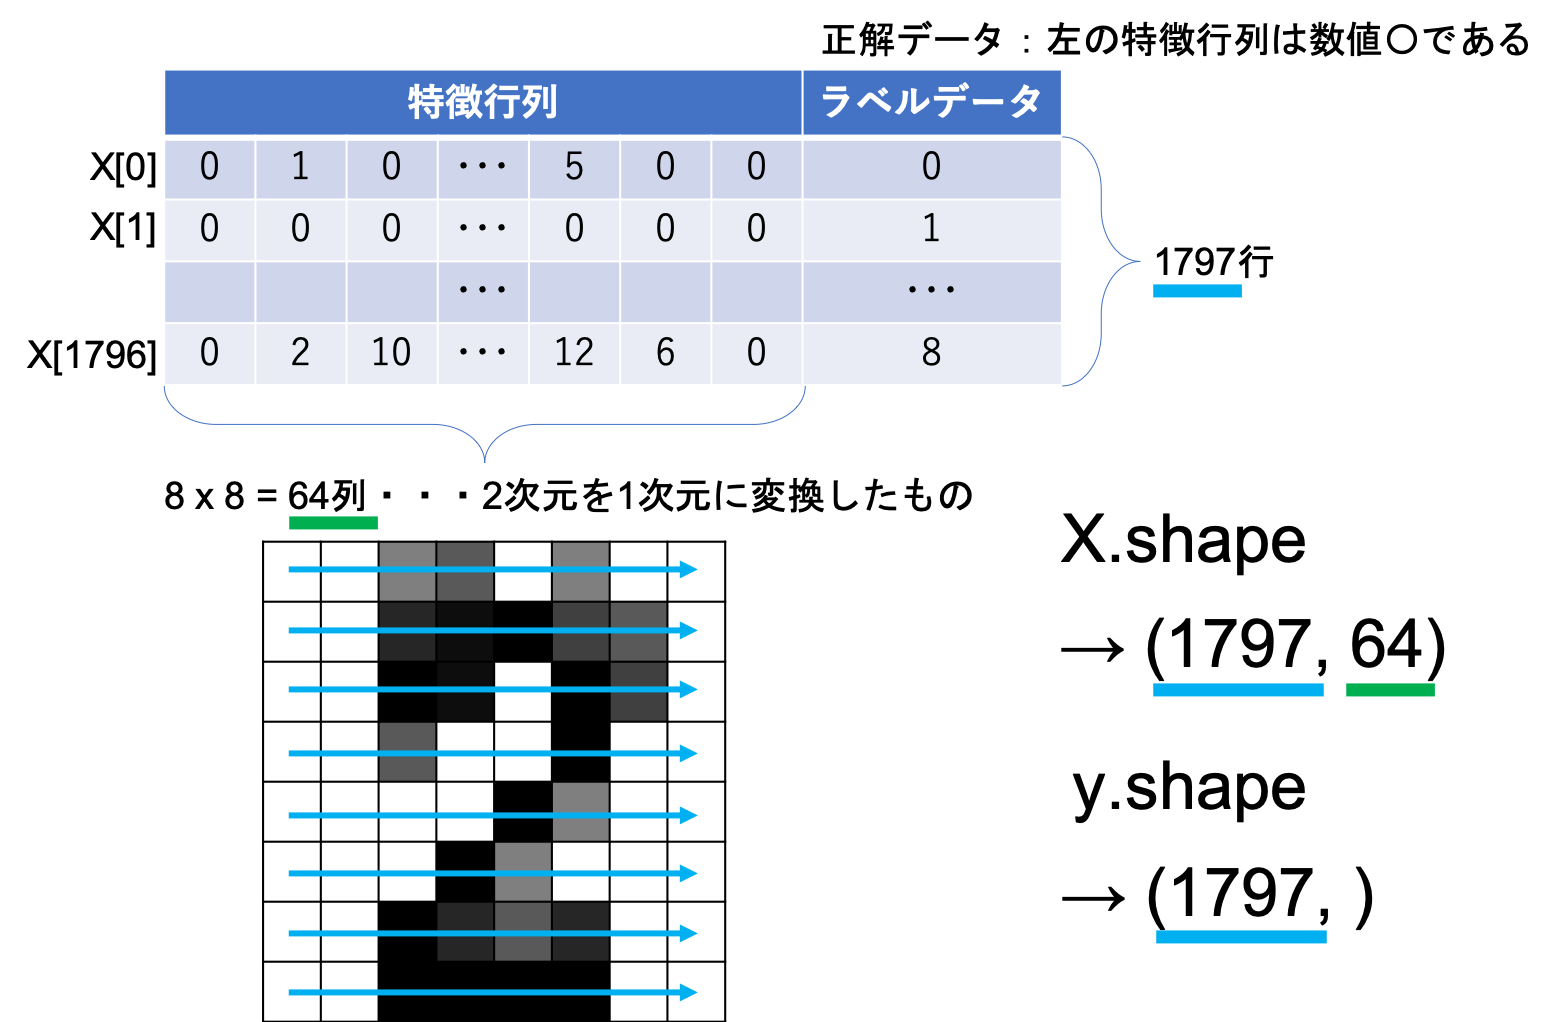 正解データ：左の特徴行列は数値〇である
特徴行列 ラベルデータ
X[0] 0 1 0 ・・・ 5 0 0 0
X[1] 0 0 0 ・・・ 0 0 0 1
・・・ ・・・
1797行
X[1796] 0 2 10 ・・・ 12 6 0 8
8 x 8 = 64列・・・2次元を1次元に変換したもの
X.shape
→ (1797, 64)
y.shape
→ (1797, )